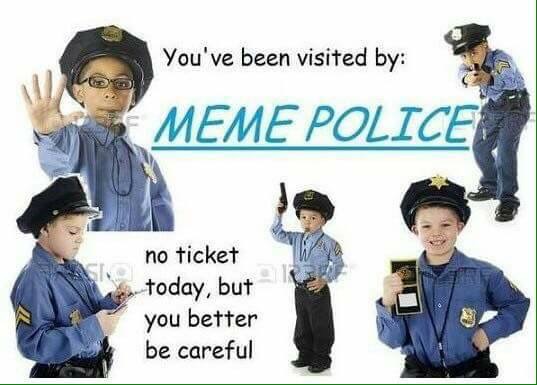 You've been visited by:
MEME POLICE
no ticket
today, but
you better
be careful